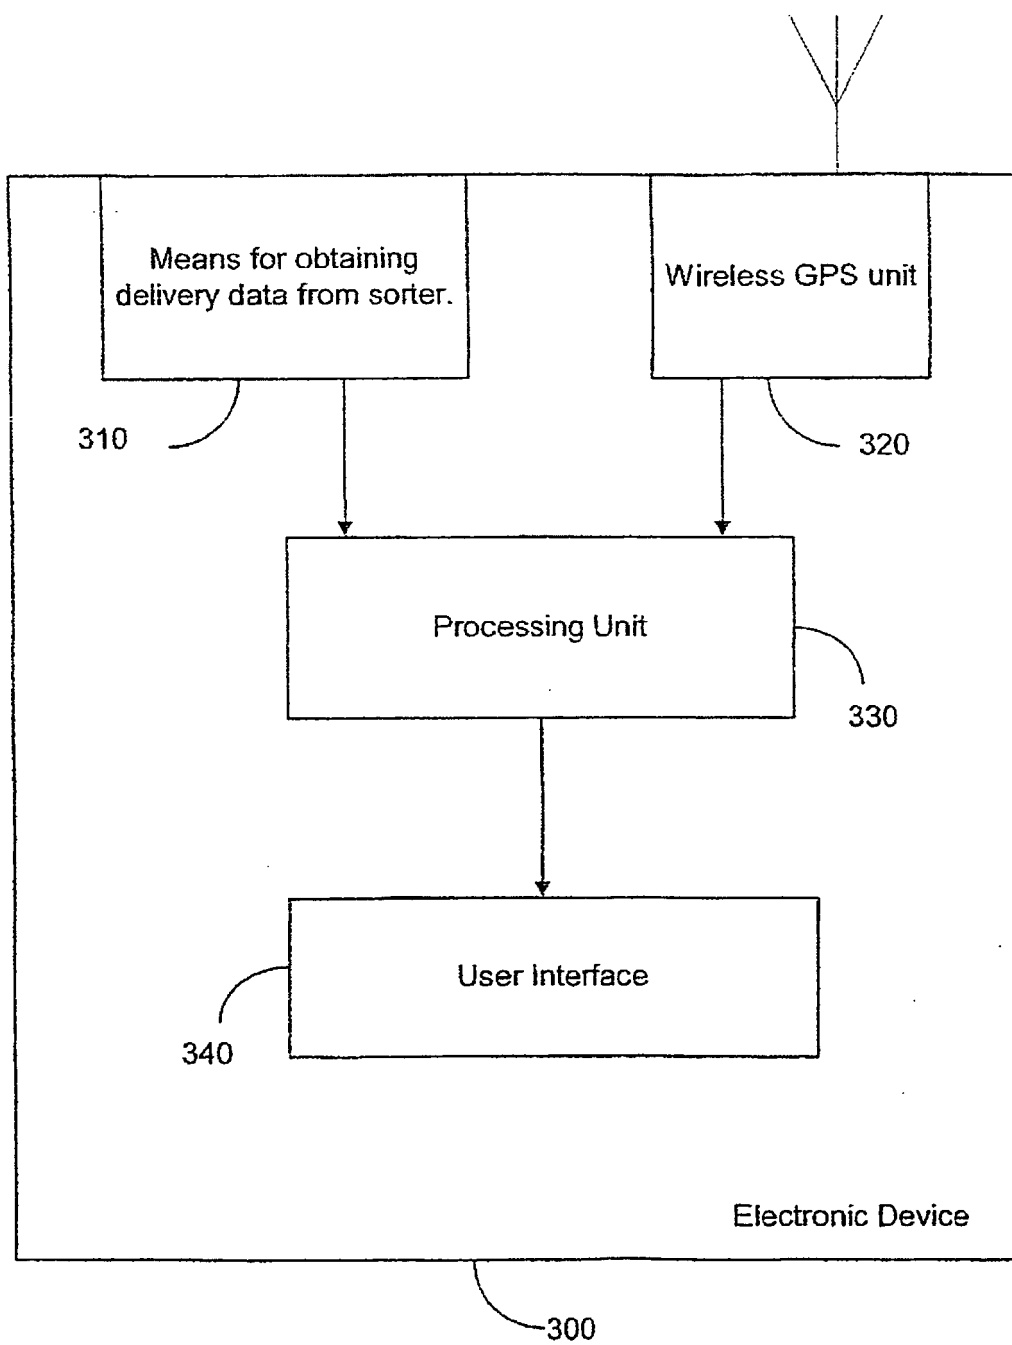 Means for obtaining
delivery data from sorter.
Wireless GPS unit
310
320
Processing Unit
330
User Interface
340
Electronic Device
300